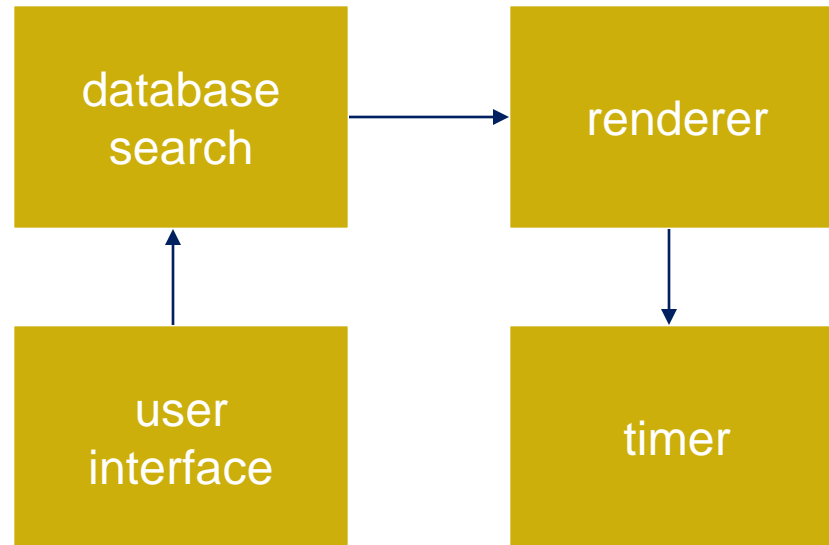 database
search
renderer
user
interface
timer